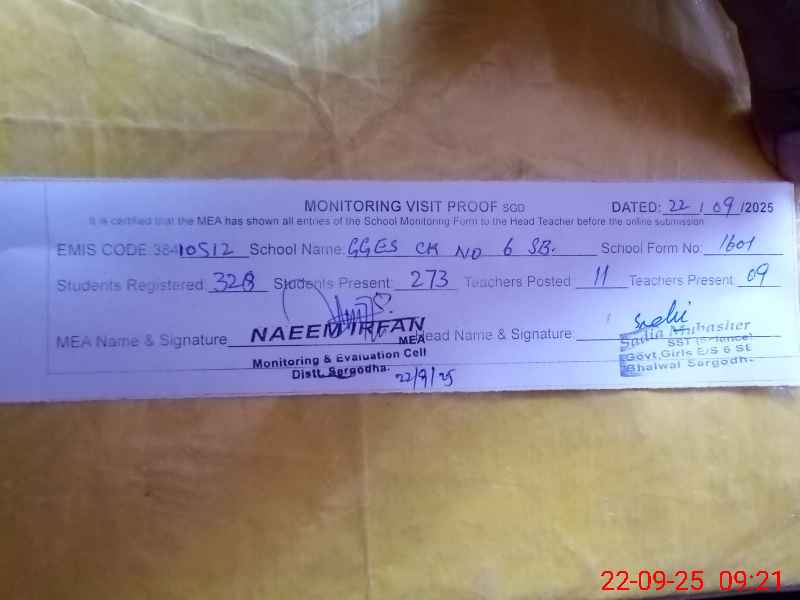 MONITORING VISIT PROOF SGD DATED: 22 / 09 /2025
It is certified that the MEA has shown all entries of the School Monitoring Form to the Head Teacher before the online submission
EMIS CODE: 38410512 School Name: GGES CK NO 6 SB. School Form No: 1601
Students Registered: 328 Students Present: 273 Teachers Posted 11 Teachers Present 09
MEA Name & Signature NAEEM IRFAN Head Name & Signature: Sadia Mubasher
MEA SST (Science)
Monitoring & Evaluation Cell Govt.Girls E/S 6 SB
Distt. Sargodha. Bhalwal Sargodha
22/9/25
22-09-25 09:21